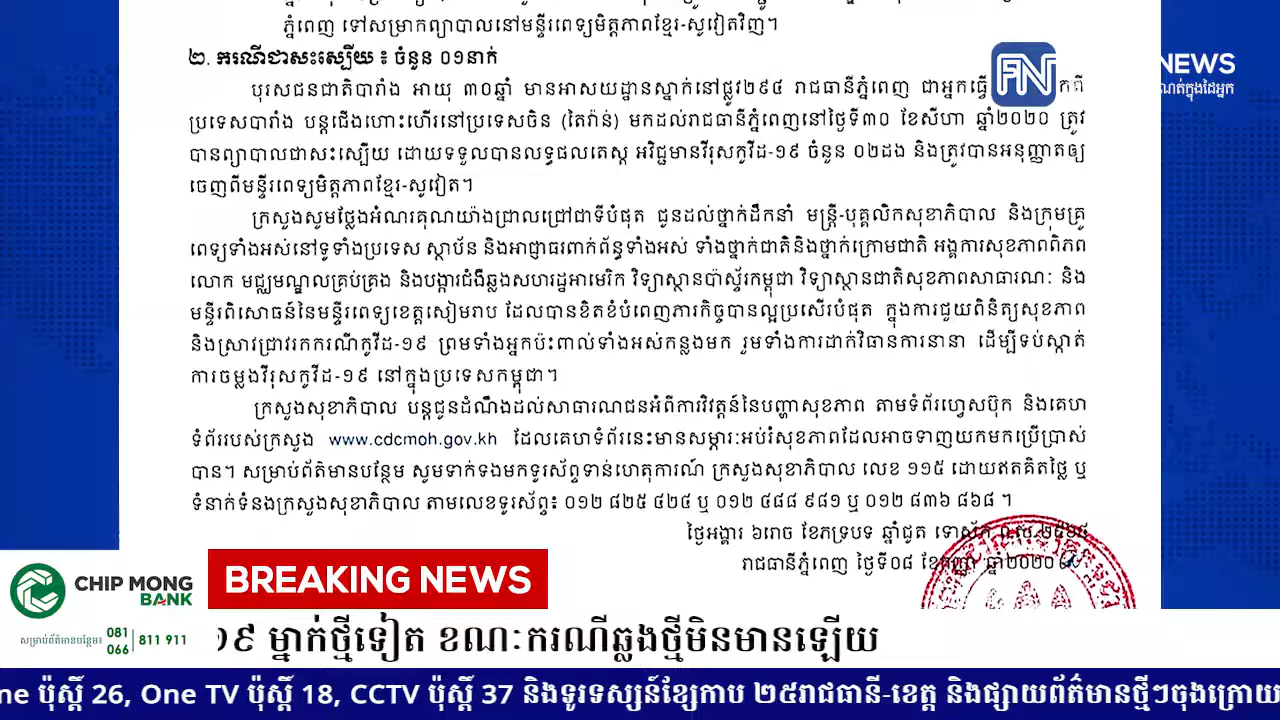 ភ្នំពេញ ទៅសម្រាកព្យាបាលនៅមន្ទីរពេទ្យមិត្តភាពខ្មែរ-សូវៀតវិញ។
២. ករណីជាសះស្បើយ ៖ ចំនួន ០១នាក់
បុរសជនជាតិបារាំង អាយុ ៣០ឆ្នាំ មានអាសយដ្ឋានស្នាក់នៅផ្លូវ២៩៤ រាជធានីភ្នំពេញ ជាអ្នកធ្វើ
ប្រទេសបារាំង បន្តជើងហោះហើរនៅប្រទេសចិន (តៃវ៉ាន់) មកដល់រាជធានីភ្នំពេញនៅថ្ងៃទី៣០ ខែសីហា ឆ្នាំ២០២០ ត្រូវ
បានព្យាបាលជាសះស្បើយ ដោយទទួលបានលទ្ធផលតេស្ត អវិជ្ជមានវីរុសកូវីដ-១៩ ចំនួន ០២ដង និងត្រូវបានអនុញ្ញាតឲ្យ
ចេញពីមន្ទីរពេទ្យមិត្តភាពខ្មែរ-សូវៀត។
ក្រសួងសូមថ្លែងអំណរគុណយ៉ាងជ្រាលជ្រៅជាទីបំផុត ជូនដល់ថ្នាក់ដឹកនាំ មន្ត្រី-បុគ្គលិកសុខាភិបាល និងក្រុមគ្រូ
ពេទ្យទាំងអស់នៅទូទាំងប្រទេស ស្ថាប័ន និងអាជ្ញាធរពាក់ព័ន្ធទាំងអស់ ទាំងថ្នាក់ជាតិនិងថ្នាក់ក្រោមជាតិ អង្គការសុខភាពពិភព
លោក មជ្ឈមណ្ឌលគ្រប់គ្រង និងបង្ការជំងឺឆ្លងសហរដ្ឋអាមេរិក វិទ្យាស្ថានប៉ាស្ទ័រកម្ពុជា វិទ្យាស្ថានជាតិសុខភាពសាធារណៈ និង
មន្ទីរពិសោធន៍នៃមន្ទីរពេទ្យខេត្តសៀមរាប ដែលបានខិតខំបំពេញភារកិច្ចបានល្អប្រសើរបំផុត ក្នុងការជួយពិនិត្យសុខភាព
និងស្រាវជ្រាវរកករណីកូវីដ-១៩ ព្រមទាំងអ្នកប៉ះពាល់ទាំងអស់កន្លងមក រួមទាំងការដាក់វិធានការនានា ដើម្បីទប់ស្កាត់
ការចម្លងវីរុសកូវីដ-១៩ នៅក្នុងប្រទេសកម្ពុជា។
ក្រសួងសុខាភិបាល បន្តជូនដំណឹងដល់សាធារណជនអំពីការវិវត្តន៍នៃបញ្ហាសុខភាព តាមទំព័រហ្វេសប៊ុក និងគេហ
ទំព័ររបស់ក្រសួង www.cdcmoh.gov.kh ដែលគេហទំព័រនេះមានសម្ភារៈអប់រំសុខភាពដែលអាចទាញយកមកប្រើប្រាស់
បាន។ សម្រាប់ព័ត៌មានបន្ថែម សូមទាក់ទងមកទូរស័ព្ទទាន់ហេតុការណ៍ ក្រសួងសុខាភិបាល លេខ ១១៥ ដោយឥតគិតថ្លៃ ឬ
ទំនាក់ទំនងក្រសួងសុខាភិបាល តាមលេខទូរស័ព្ទ៖ ០១២ ៨២៥ ៤២៤ ឬ ០១២ ៤៨៨ ៩៨១ ឬ ០១២ ៨៣៦ ៨៦៨ ។
ថ្ងៃអង្គារ ៦រោច ខែភទ្របទ ឆ្នាំជូត ទោស័ក ព.ស.២៥៦៤
រាជធានីភ្នំពេញ ថ្ងៃទី០៨ ខែកញ្ញា ឆ្នាំ២០២០
FN
NEWS
CHIP MONG
BANK
សម្រាប់ព័ត៌មានបន្ថែម៖ 081 066 811 911
BREAKING NEWS
១៩ ម្នាក់ថ្មីទៀត ខណៈករណីឆ្លងថ្មីមិនមានឡើយ
ne ប៉ុស្តិ៍ 26, One TV ប៉ុស្តិ៍ 18, CCTV ប៉ុស្តិ៍ 37 និងទូរទស្សន៍ខ្សែកាប ២៥រាជធានី-ខេត្ត និងផ្សាយព័ត៌មានថ្មីៗចុងក្រោយ